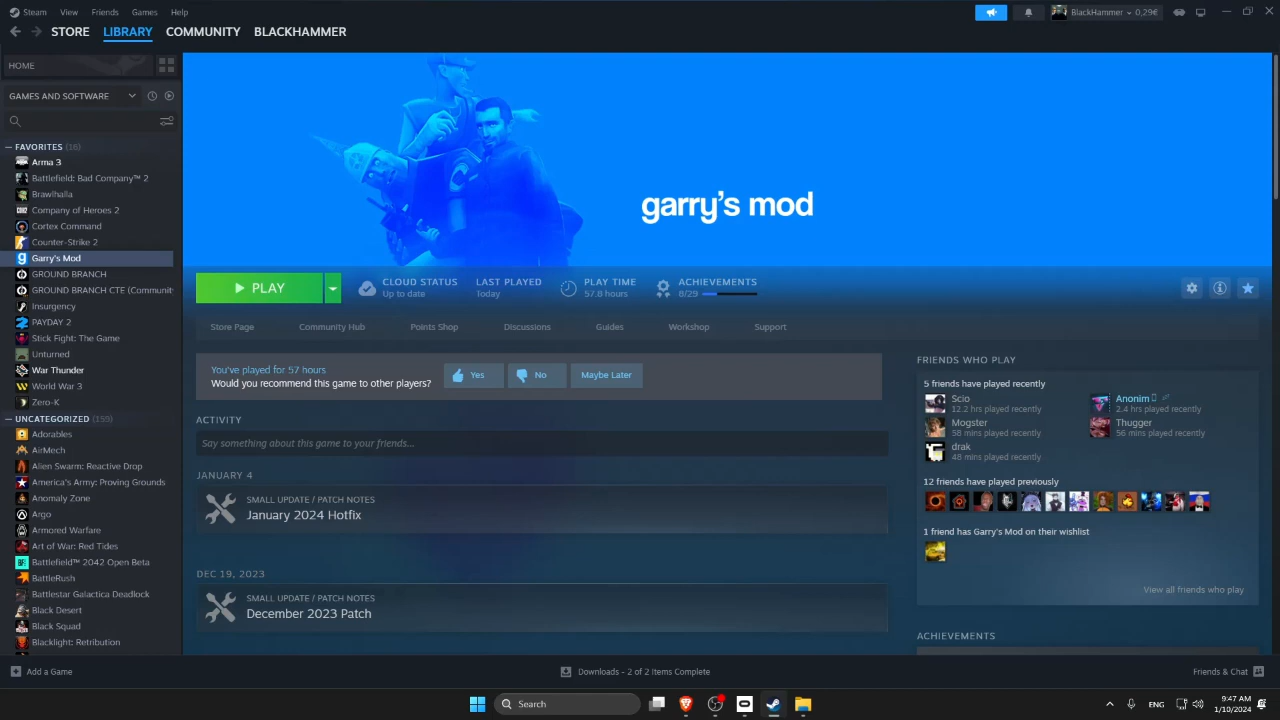 Steam View Friends Games Help
BlackHammer 0,29€
STORE LIBRARY COMMUNITY BLACKHAMMER
HOME
GAMES AND SOFTWARE
FAVORITES (16)
Arma 3
Battlefield: Bad Company™ 2
Brawlhalla
Company of Heroes 2
Cortex Command
Counter-Strike 2
Garry's Mod
GROUND BRANCH
GROUND BRANCH CTE (Communit
Insurgency
PAYDAY 2
Stick Fight: The Game
Unturned
War Thunder
World War 3
Zero-K
UNCATEGORIZED (159)
Adorables
AirMech
Alien Swarm: Reactive Drop
America's Army: Proving Grounds
Anomaly Zone
Argo
Armored Warfare
Art of War: Red Tides
Battlefield™ 2042 Open Beta
BattleRush
Battlestar Galactica Deadlock
Black Desert
Black Squad
Blacklight: Retribution
garry's mod
PLAY
CLOUD STATUS
Up to date
LAST PLAYED
Today
PLAY TIME
57.8 hours
ACHIEVEMENTS
8/29
Store Page Community Hub Points Shop Discussions Guides Workshop Support
You've played for 57 hours
Would you recommend this game to other players?
Yes No Maybe Later
ACTIVITY
Say something about this game to your friends...
JANUARY 4
SMALL UPDATE / PATCH NOTES
January 2024 Hotfix
DEC 19, 2023
SMALL UPDATE / PATCH NOTES
December 2023 Patch
FRIENDS WHO PLAY
5 friends have played recently
Scio
12.2 hrs played recently
Anonim
2.4 hrs played recently
Mogster
58 mins played recently
Thugger
56 mins played recently
drak
48 mins played recently
12 friends have played previously
1 friend has Garry's Mod on their wishlist
View all friends who play
ACHIEVEMENTS
Add a Game
Downloads - 2 of 2 Items Complete
Friends & Chat
Search
ENG
9:47 AM
1/10/2024